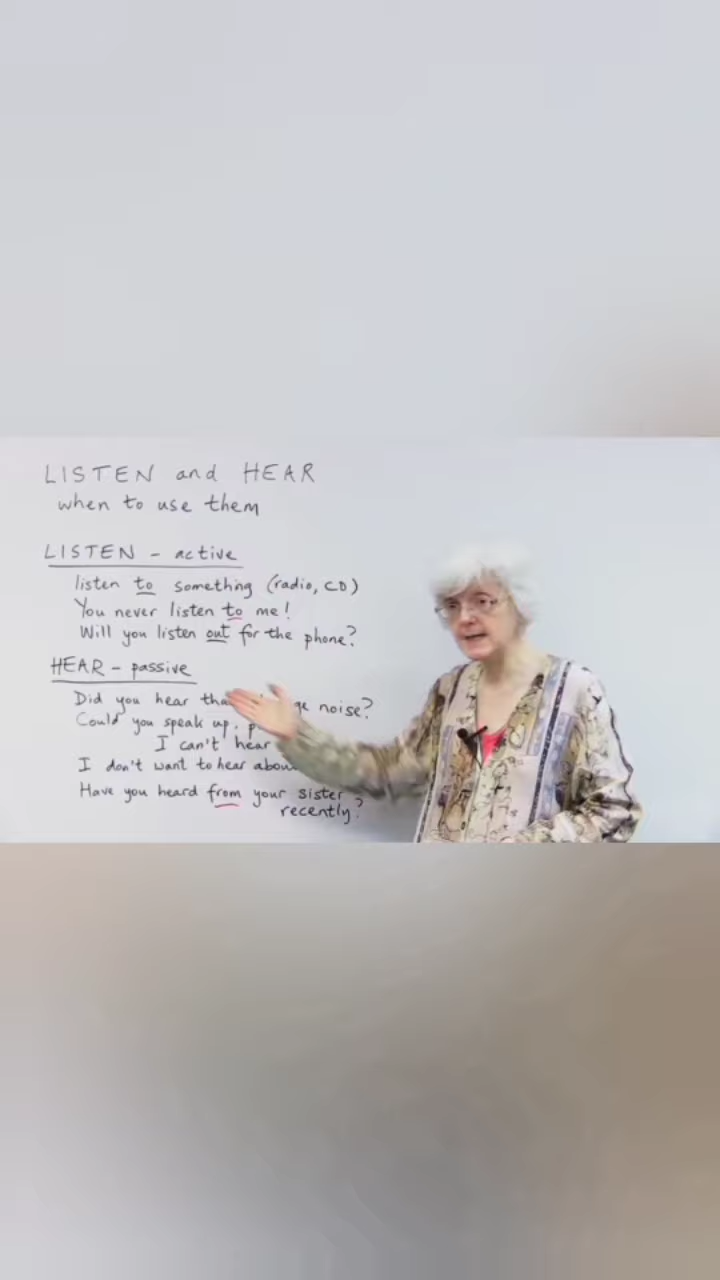 LISTEN and HEAR
when to use them
LISTEN - active
listen to something (radio, CD)
You never listen to me!
Will you listen out for the phone?
HEAR - passive
Did you hear noise?
Could you speak up,
I can't hear
I don't want to hear
Have you heard from your sister
recently?